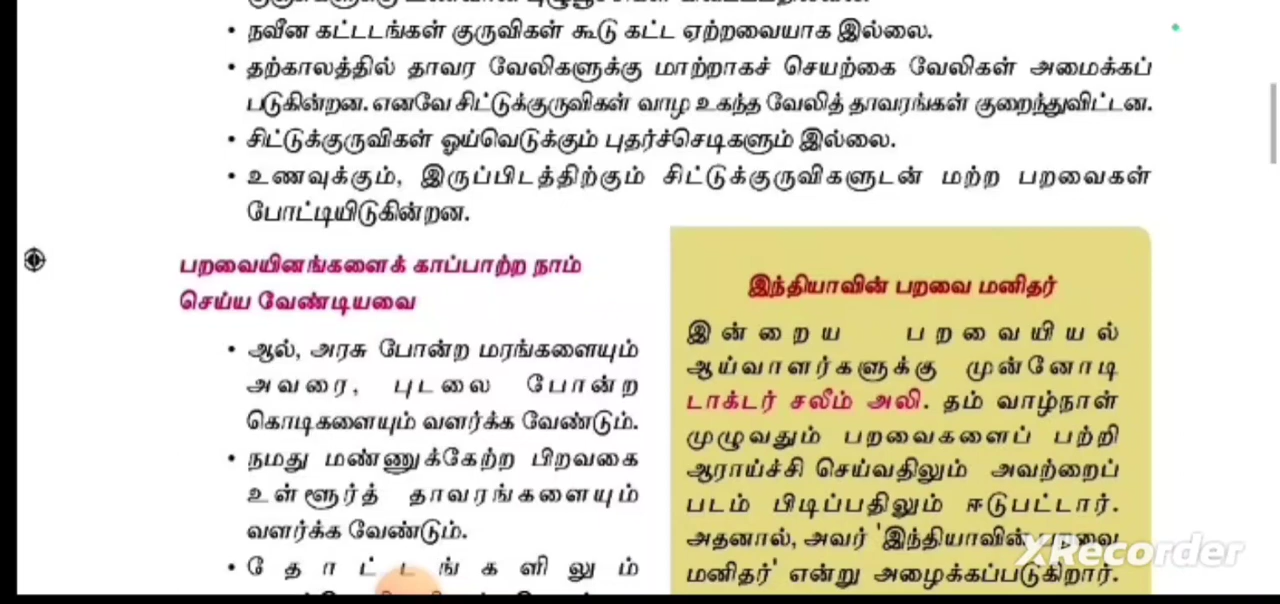 • நவீன கட்டடங்கள் குருவிகள் கூடு கட்ட ஏற்றவையாக இல்லை.
• தற்காலத்தில் தாவர வேலிகளுக்கு மாற்றாகச் செயற்கை வேலிகள் அமைக்கப்
படுகின்றன. எனவே சிட்டுக்குருவிகள் வாழ உகந்த வேலித் தாவரங்கள் குறைந்துவிட்டன.
• சிட்டுக்குருவிகள் ஓய்வெடுக்கும் புதர்ச்செடிகளும் இல்லை.
• உணவுக்கும், இருப்பிடத்திற்கும் சிட்டுக்குருவிகளுடன் மற்ற பறவைகள்
போட்டியிடுகின்றன.
பறவையினங்களைக் காப்பாற்ற நாம்
செய்ய வேண்டியவை
• ஆல், அரசு போன்ற மரங்களையும்
அவரை, புடலை போன்ற
கொடிகளையும் வளர்க்க வேண்டும்.
• நமது மண்ணுக்கேற்ற பிறவகை
உள்ளூர்த் தாவரங்களையும்
வளர்க்க வேண்டும்.
• தோட்டங்களிலும்
இந்தியாவின் பறவை மனிதர்
இன்றைய பறவையியல்
ஆய்வாளர்களுக்கு முன்னோடி
டாக்டர் சலீம் அலி. தம் வாழ்நாள்
முழுவதும் பறவைகளைப் பற்றி
ஆராய்ச்சி செய்வதிலும் அவற்றைப்
படம் பிடிப்பதிலும் ஈடுபட்டார்.
அதனால், அவர் 'இந்தியாவின் பறவை
மனிதர்' என்று அழைக்கப்படுகிறார்.
XRecorder